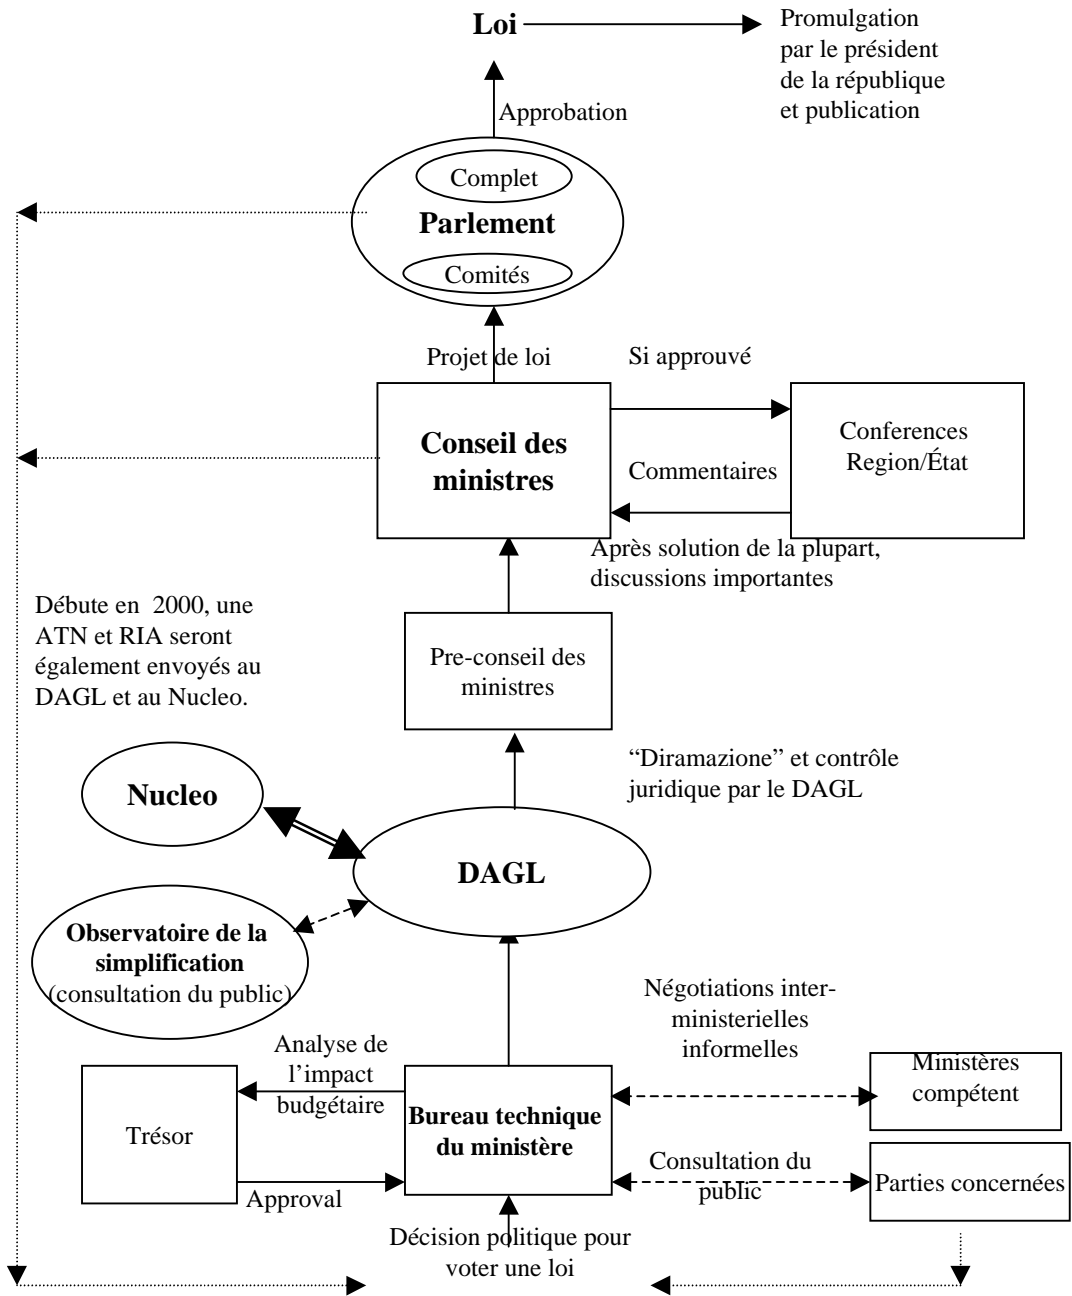 Loi
Promulgation
par le président
de la république
et publication
Approbation
Complet
Parlement
Comités
Projet de loi
Si approuvé
Conseil des
ministres
Conferences
Region/État
Commentaires
Après solution de la plupart,
discussions importantes
Débute en 2000, une
ATN et RIA seront
également envoyés au
DAGL et au Nucleo.
Pre-conseil des
ministres
“Diramazione” et contrôle
juridique par le DAGL
Nucleo
DAGL
Observatoire de la
simplification
(consultation du public)
Négotiations inter-
ministerielles
informelles
Analyse de
l’impact
budgétaire
Ministères
compétent
Trésor
Bureau technique
du ministère
Approval
Consultation du
public
Parties concernées
Décision politique pour
voter une loi